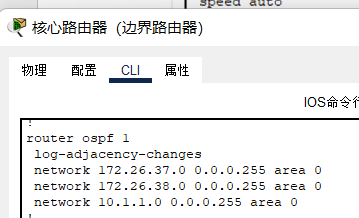 speed auto
核心路由器（边界路由器）
物理 配置 CLI 属性
IOS命令行
!
router ospf 1
log-adjacency-changes
network 172.26.37.0 0.0.0.255 area 0
network 172.26.38.0 0.0.0.255 area 0
network 10.1.1.0 0.0.0.255 area 0
!